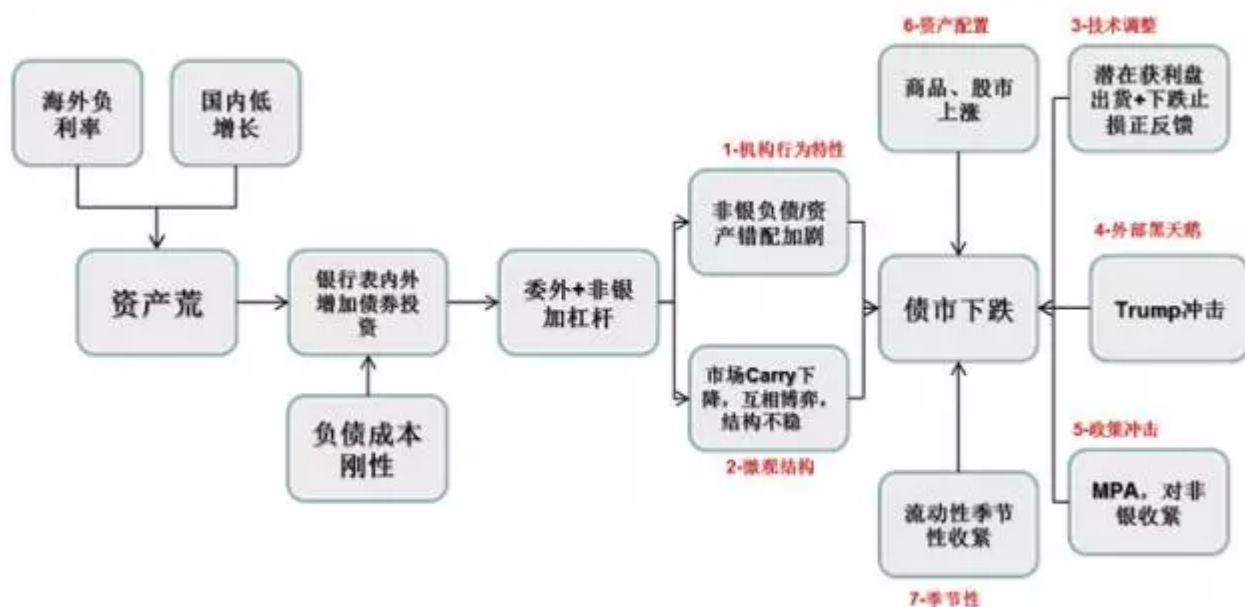 6-资产配置
3-技术调整
海外负
利率
国内低
增长
商品、股市
上涨
潜在获利盘
出货+下跌止
损正反馈
1-机构行为特性
非银负债/资
产错配加剧
4-外部黑天鹅
资产荒
银行表内外
增加债券投
资
委外+非银
加杠杆
债市下跌
Trump冲击
市场Carry下
降，互相博弈，
结构不稳
负债成本
刚性
2-微观结构
5-政策冲击
流动性季节
性收紧
MPA，对非
银收紧
7-季节性